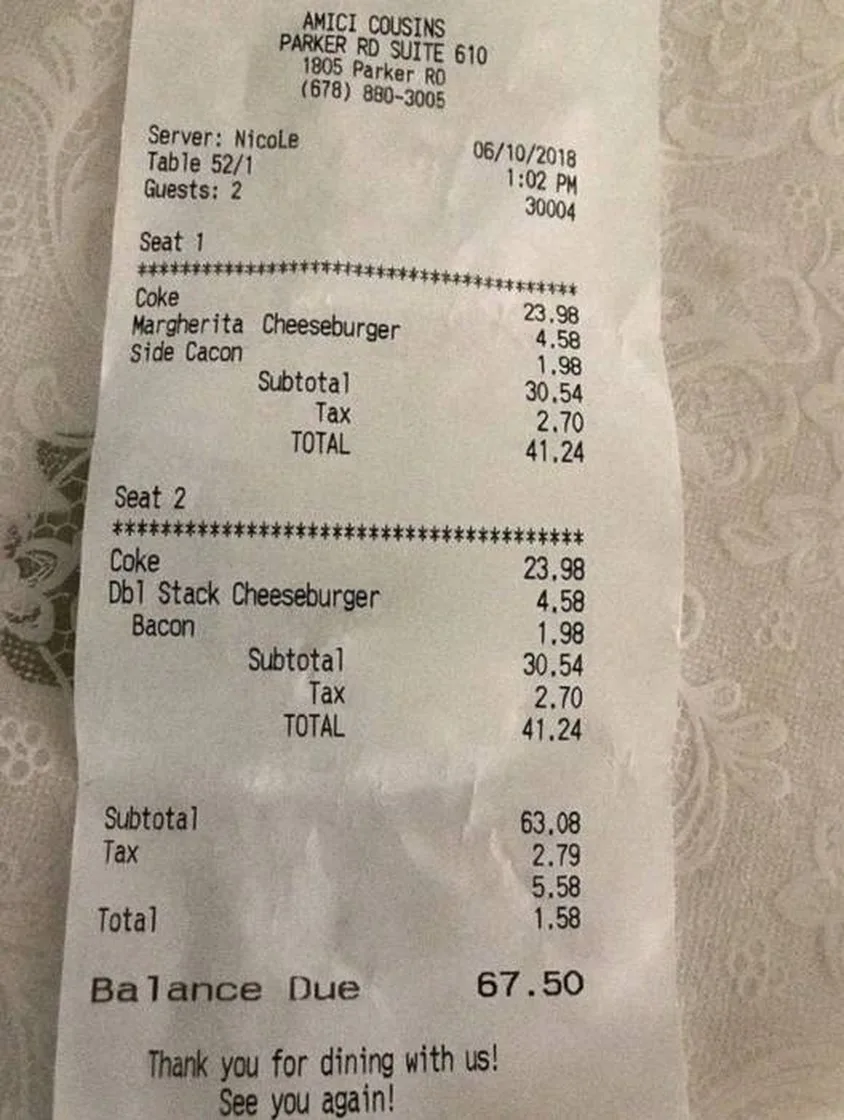 AMICI COUSINS
PARKER RD SUITE 610
1805 Parker RD
(678) 880-3005
Server: NicoLe 06/10/2018
Table 52/1 1:02 PM
Guests: 2 30004
Seat 1
****************************************
Coke 23.98
Margherita Cheeseburger 4.58
Side Cacon 1.98
Subtotal 30.54
Tax 2.70
TOTAL 41.24
Seat 2
****************************************
Coke 23.98
Dbl Stack Cheeseburger 4.58
Bacon 1.98
Subtotal 30.54
Tax 2.70
TOTAL 41.24
Subtotal 63.08
Tax 2.79
5.58
Total 1.58
Balance Due 67.50
Thank you for dining with us!
See you again!